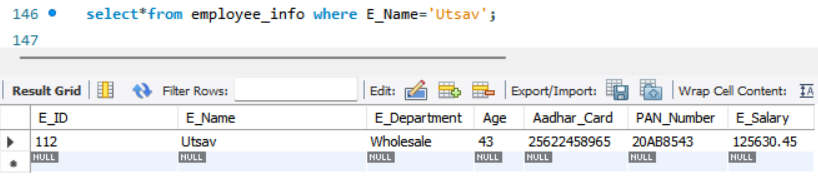 146 select*from employee_info where E_Name='Utsav';
147
Result Grid Filter Rows: Edit: Export/Import: Wrap Cell Content: IA
E_ID E_Name E_Department Age Aadhar_Card PAN_Number E_Salary
112 Utsav Wholesale 43 25622458965 20AB8543 125630.45
NULL NULL NULL NULL NULL NULL NULL